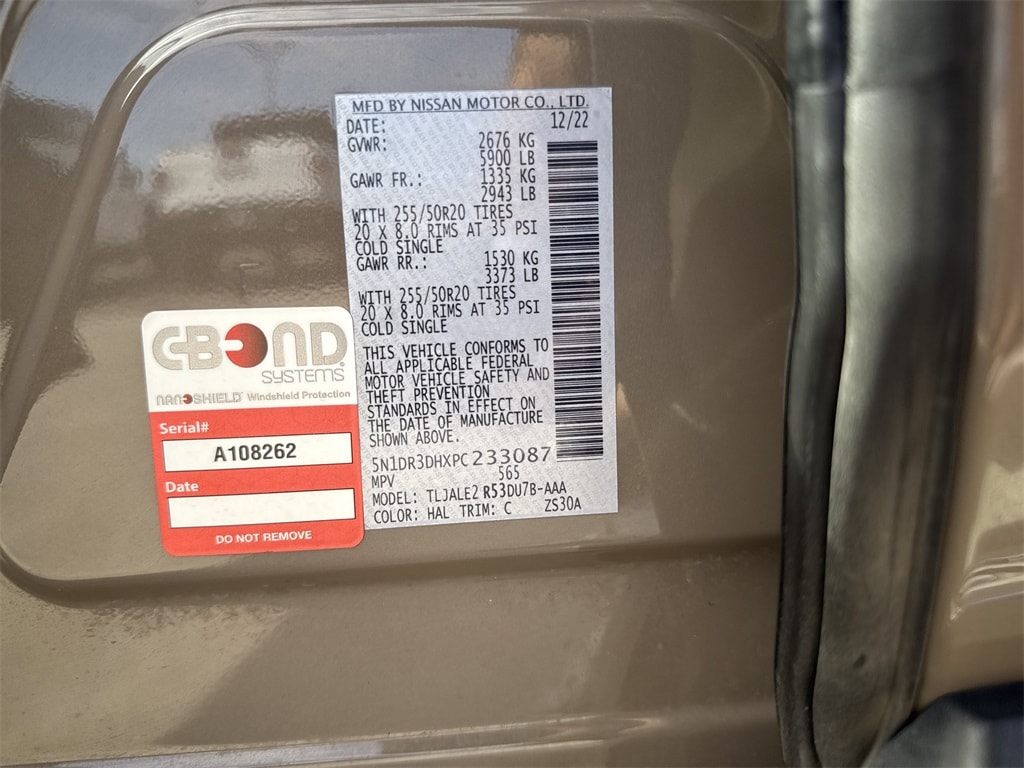 MFD BY NISSAN MOTOR CO., LTD.
DATE: 12/22
GVWR: 2676 KG
5900 LB
GAWR FR.: 1335 KG
2943 LB
WITH 255/50R20 TIRES
20 X 8.0 RIMS AT 35 PSI
COLD SINGLE
GAWR RR.: 1530 KG
3373 LB
WITH 255/50R20 TIRES
20 X 8.0 RIMS AT 35 PSI
COLD SINGLE
THIS VEHICLE CONFORMS TO
ALL APPLICABLE FEDERAL
MOTOR VEHICLE SAFETY AND
THEFT PREVENTION
STANDARDS IN EFFECT ON
THE DATE OF MANUFACTURE
SHOWN ABOVE.
5N1DR3DHXPC233087
MPV 565
MODEL: TLJALE2 R53DU7B-AAA
COLOR: HAL TRIM: C ZS30A
C-BOND
SYSTEMS
NANOSHIELD Windshield Protection
Serial#
A108262
Date
DO NOT REMOVE